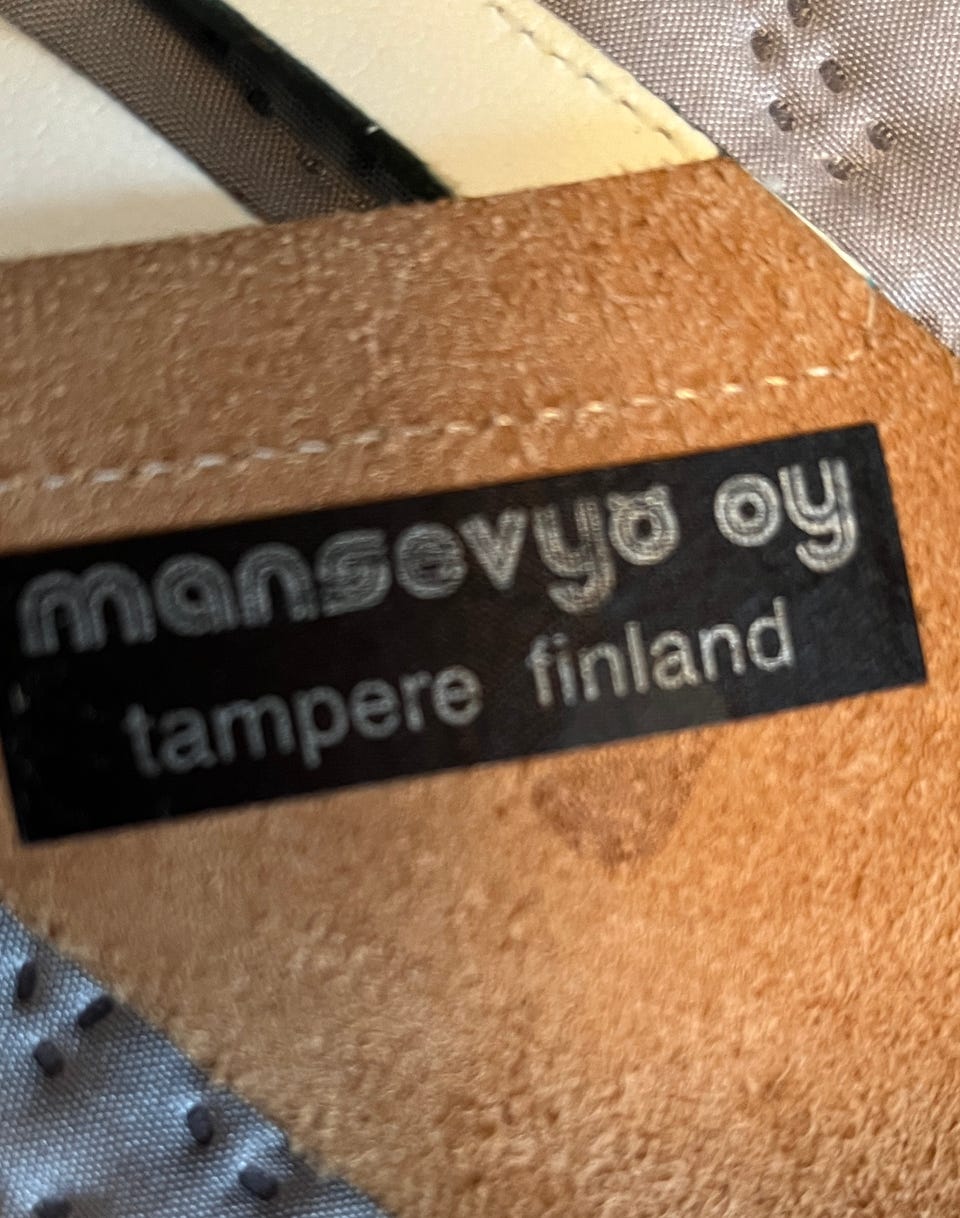 mansevyö oy
tampere finland